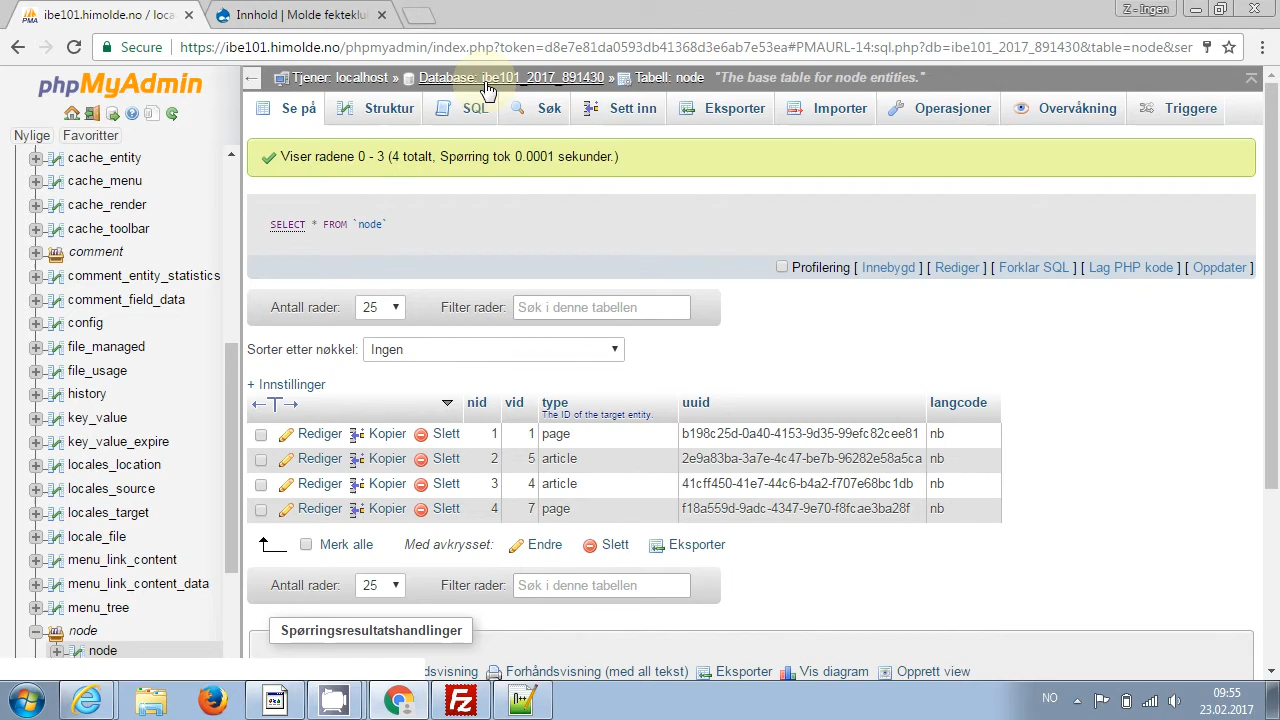 ibe101.himolde.no / loca
Innhold | Molde fekteklul
Z - Ingen
Secure
https://ibe101.himolde.no/phpmyadmin/index.php?token=d8e7e81da0593db41368d3e6ab7e53ca#PMAURL-14:sql.php?db=ibe101_2017_891430&table=node&ser
phpMyAdmin
Nylige
Favoritter
cache_entity
cache_menu
cache_render
cache_toolbar
comment
comment_entity_statistics
comment_field_data
config
file_managed
file_usage
history
key_value
key_value_expire
locales_location
locales_source
locales_target
locale_file
menu_link_content
menu_link_content_data
menu_tree
node
node
Tjener: localhost » Database: ibe101_2017_891430 » Tabell: node "The base table for node entities."
Se på Struktur SQL Søk Sett inn Eksporter Importer Operasjoner Overvåkning Triggere
Viser radene 0 - 3 (4 totalt, Spørring tok 0.0001 sekunder.)
SELECT * FROM `node`
Profilering [ Innebygd ] [ Rediger ] [ Forklar SQL ] [ Lag PHP kode ] [ Oppdater ]
Antall rader: 25 Filter rader: Søk i denne tabellen
Sorter etter nøkkel: Ingen
+ Innstillinger
nid vid type uuid langcode
The ID of the target entity.
Rediger Kopier Slett 1 1 page b198c25d-0a40-4153-9d35-99efc82cee81 nb
Rediger Kopier Slett 2 5 article 2e9a83ba-3a7e-4c47-be7b-96282e58a5ca nb
Rediger Kopier Slett 3 4 article 41cff450-41e7-44c6-b4a2-f707e68bc1db nb
Rediger Kopier Slett 4 7 page f18a559d-9adc-4347-9e70-f8fcae3ba28f nb
Merk alle Med avkrysset: Endre Slett Eksporter
Antall rader: 25 Filter rader: Søk i denne tabellen
Spørringsresultatshandlinger
dsvisning Forhåndsvisning (med all tekst) Eksporter Vis diagram Opprett view
NO
09:55
23.02.2017